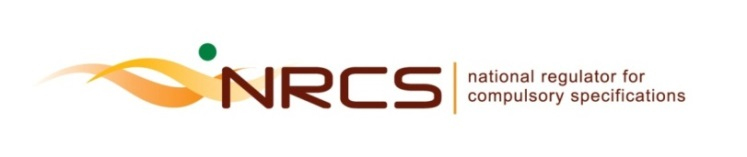 NRCS
national regulator for
compulsory specifications